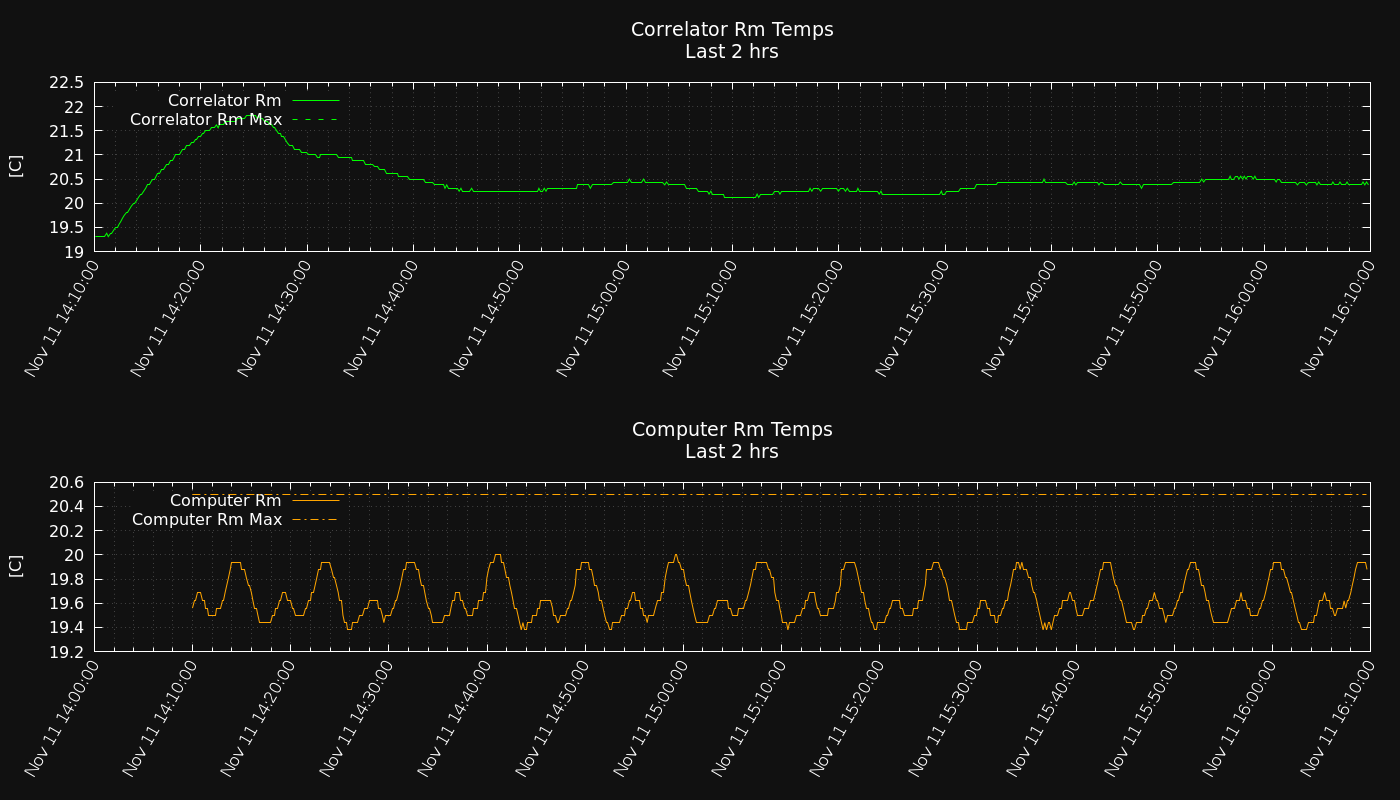 Correlator Rm Temps
Last 2 hrs
22.5
22
21.5
21
20.5
20
19.5
19
[C]
Correlator Rm
Correlator Rm Max
Nov 11 14:10:00
Nov 11 14:20:00
Nov 11 14:30:00
Nov 11 14:40:00
Nov 11 14:50:00
Nov 11 15:00:00
Nov 11 15:10:00
Nov 11 15:20:00
Nov 11 15:30:00
Nov 11 15:40:00
Nov 11 15:50:00
Nov 11 16:00:00
Nov 11 16:10:00
Computer Rm Temps
Last 2 hrs
20.6
20.4
20.2
20
19.8
19.6
19.4
19.2
[C]
Computer Rm
Computer Rm Max
Nov 11 14:00:00
Nov 11 14:10:00
Nov 11 14:20:00
Nov 11 14:30:00
Nov 11 14:40:00
Nov 11 14:50:00
Nov 11 15:00:00
Nov 11 15:10:00
Nov 11 15:20:00
Nov 11 15:30:00
Nov 11 15:40:00
Nov 11 15:50:00
Nov 11 16:00:00
Nov 11 16:10:00